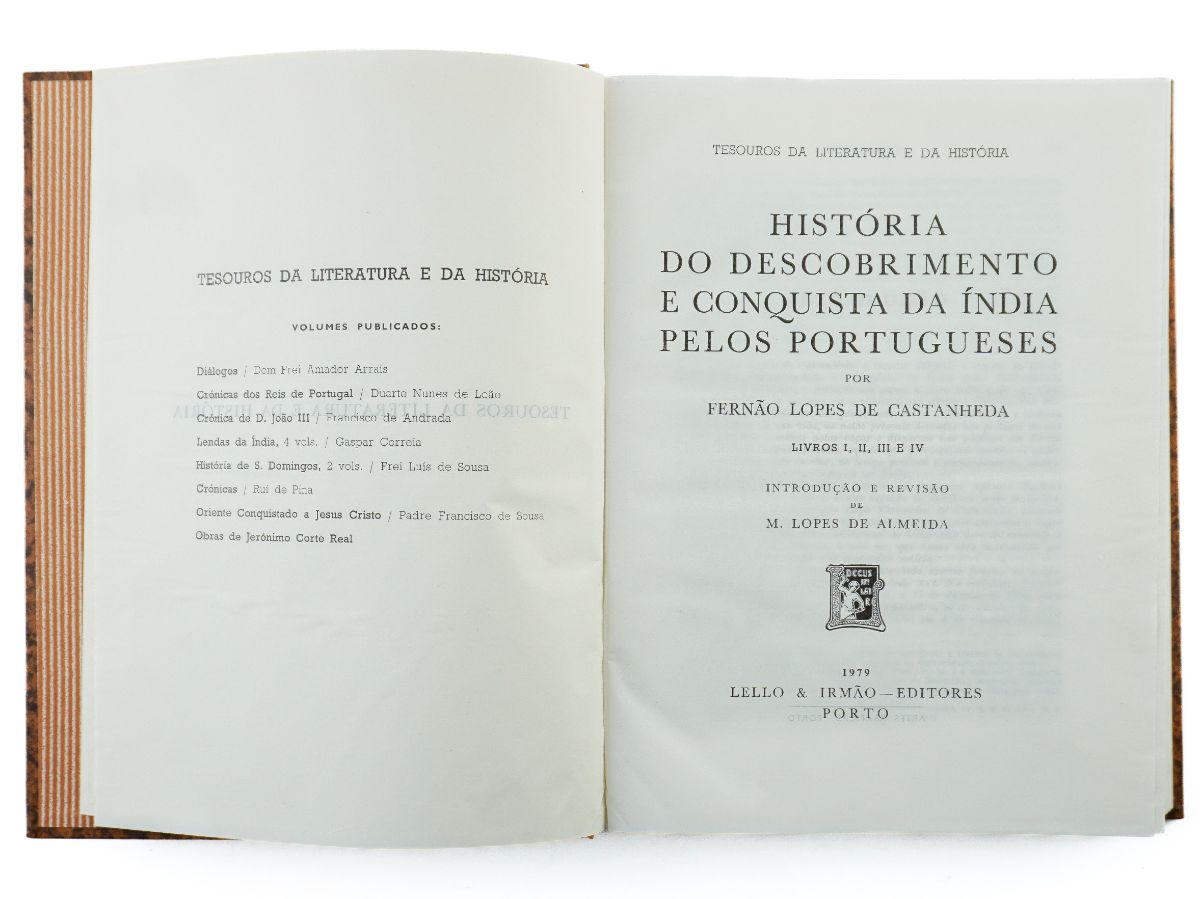 TESOUROS DA LITERATURA E DA HISTÓRIA
VOLUMES PUBLICADOS:
Diálogos / Dom Frei Amador Arrais
Crónicas dos Reis de Portugal / Duarte Nunes de Leão
Crónica de D. João III / Francisco de Andrada
Lendas da Índia, 4 vols. / Gaspar Correia
História de S. Domingos, 2 vols. / Frei Luís de Sousa
Crónicas / Rui de Pina
Oriente Conquistado a Jesus Cristo / Padre Francisco de Sousa
Obras de Jerónimo Corte Real
TESOUROS DA LITERATURA E DA HISTÓRIA
HISTÓRIA
DO DESCOBRIMENTO
E CONQUISTA DA ÍNDIA
PELOS PORTUGUESES
POR
FERNÃO LOPES DE CASTANHEDA
LIVROS I, II, III E IV
INTRODUÇÃO E REVISÃO
DE
M. LOPES DE ALMEIDA
DECUS
IN
LABO
RE
1979
LELLO & IRMÃO—EDITORES
PORTO